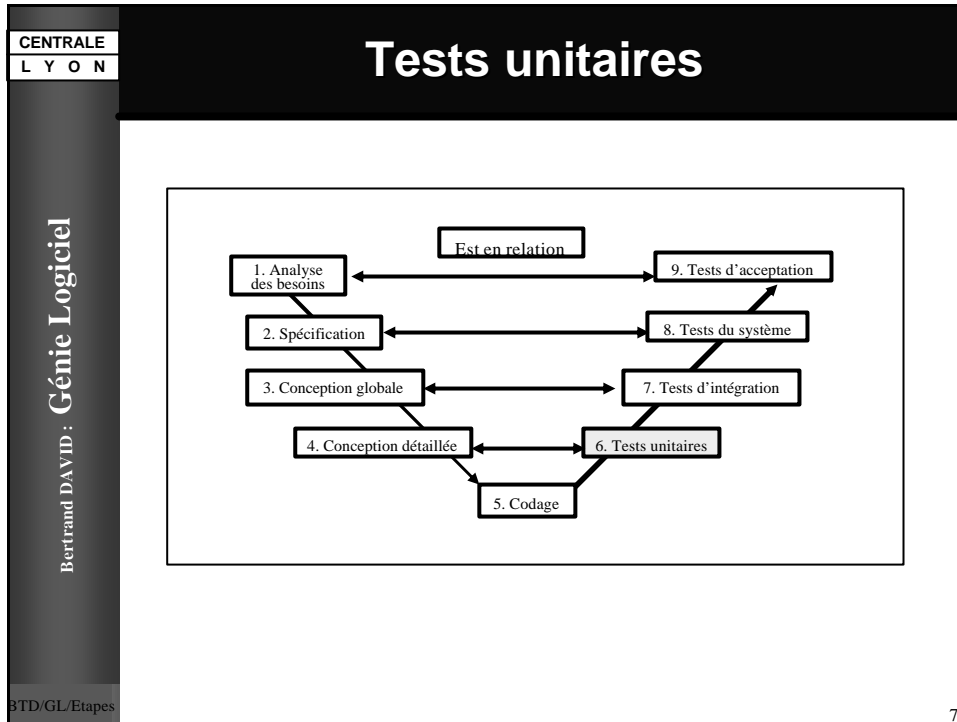 CENTRALE
L Y O N
Tests unitaires
Bertrand DAVID : Génie Logiciel
Est en relation
1. Analyse
des besoins
9. Tests d'acceptation
2. Spécification
8. Tests du système
3. Conception globale
7. Tests d'intégration
4. Conception détaillée
6. Tests unitaires
5. Codage
BTD/GL/Etapes
7